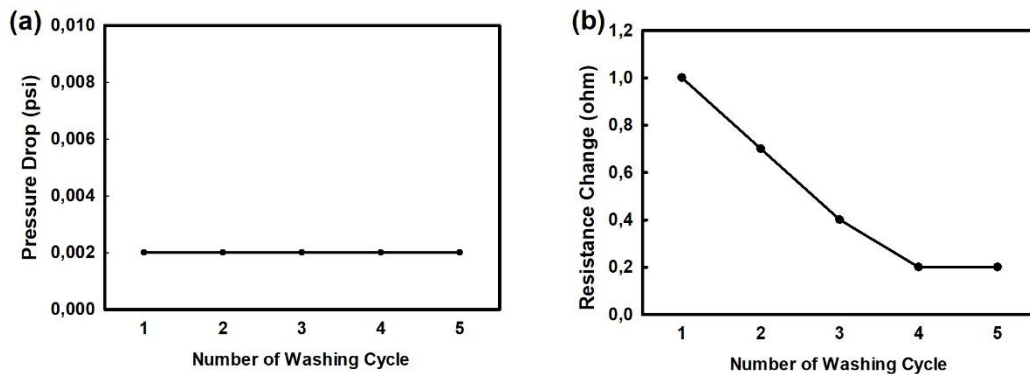 (a)
Pressure Drop (psi)
0,010
0,008
0,006
0,004
0,002
0,000
1 2 3 4 5
Number of Washing Cycle
(b)
Resistance Change (ohm)
1,2
1,0
0,8
0,6
0,4
0,2
0,0
1 2 3 4 5
Number of Washing Cycle